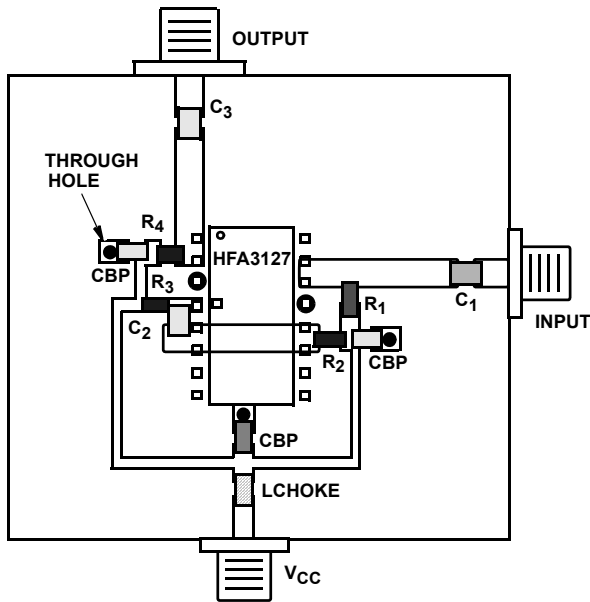 OUTPUT
C3
THROUGH
HOLE
R4
HFA3127
CBP
R3
C1
R1
INPUT
C2
R2
CBP
CBP
LCHOKE
VCC